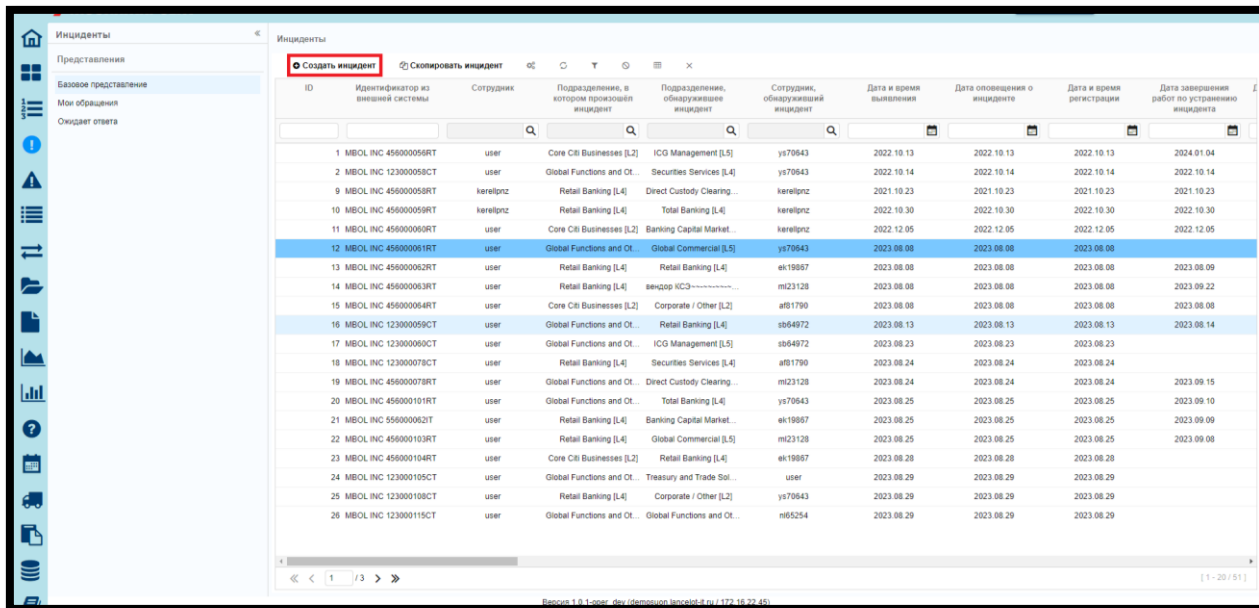 Инциденты
Представления
Базовое представление
Мои обращения
Ожидает ответа
Инциденты
Создать инцидент Скопировать инцидент
ID Идентификатор из внешней системы Сотрудник Подразделение, в котором произошёл инцидент Подразделение, обнаружившее инцидент Сотрудник, обнаруживший инцидент Дата и время выявления Дата оповещения о инциденте Дата и время регистрации Дата завершения работ по устранению инцидента
1 MBOL INC 456000056RT user Core Citi Businesses [L2] ICG Management [L5] ys70643 2022.10.13 2022.10.13 2022.10.13 2024.01.04
2 MBOL INC 123000058CT user Global Functions and Ot... Securities Services [L4] ys70643 2022.10.14 2022.10.14 2022.10.14 2022.10.14
9 MBOL INC 456000058RT kerellpnz Retail Banking [L4] Direct Custody Clearing... kerellpnz 2021.10.23 2021.10.23 2021.10.23 2021.10.23
10 MBOL INC 456000059RT kerellpnz Retail Banking [L4] Total Banking [L4] kerellpnz 2022.10.30 2022.10.30 2022.10.30 2022.10.30
11 MBOL INC 456000060RT user Core Citi Businesses [L2] Banking Capital Market... kerellpnz 2022.12.05 2022.12.05 2022.12.05 2022.12.05
12 MBOL INC 456000061RT user Global Functions and Ot... Global Commercial [L5] ys70643 2023.08.08 2023.08.08 2023.08.08
13 MBOL INC 456000062RT user Retail Banking [L4] Retail Banking [L4] ek19867 2023.08.08 2023.08.08 2023.08.08 2023.08.09
14 MBOL INC 456000063RT user Retail Banking [L4] вендор КСЭ~~~~~~~~~... ml23128 2023.08.08 2023.08.08 2023.08.08 2023.09.22
15 MBOL INC 456000064RT user Core Citi Businesses [L2] Corporate / Other [L2] af81790 2023.08.08 2023.08.08 2023.08.08 2023.08.08
16 MBOL INC 123000059CT user Global Functions and Ot... Retail Banking [L4] sb64972 2023.08.13 2023.08.13 2023.08.13 2023.08.14
17 MBOL INC 123000060CT user Global Functions and Ot... ICG Management [L5] sb64972 2023.08.23 2023.08.23 2023.08.23
18 MBOL INC 123000078CT user Retail Banking [L4] Securities Services [L4] af81790 2023.08.24 2023.08.24 2023.08.24
19 MBOL INC 456000078RT user Global Functions and Ot... Direct Custody Clearing... ml23128 2023.08.24 2023.08.24 2023.08.24 2023.09.15
20 MBOL INC 456000101RT user Global Functions and Ot... Total Banking [L4] ys70643 2023.08.25 2023.08.25 2023.08.25 2023.09.10
21 MBOL INC 556000062IT user Retail Banking [L4] Banking Capital Market... ek19867 2023.08.25 2023.08.25 2023.08.25 2023.09.09
22 MBOL INC 456000103RT user Retail Banking [L4] Global Commercial [L5] ml23128 2023.08.25 2023.08.25 2023.08.25 2023.09.08
23 MBOL INC 456000104RT user Core Citi Businesses [L2] Retail Banking [L4] ek19867 2023.08.28 2023.08.28 2023.08.28
24 MBOL INC 123000105CT user Global Functions and Ot... Treasury and Trade Sol... user 2023.08.29 2023.08.29 2023.08.29
25 MBOL INC 123000108CT user Retail Banking [L4] Corporate / Other [L2] ys70643 2023.08.29 2023.08.29 2023.08.29
26 MBOL INC 123000115CT user Global Functions and Ot... Global Functions and Ot... nl65254 2023.08.29 2023.08.29 2023.08.29
1 / 3 [ 1 - 20 / 51 ]
Версия 1.0.1-oper_dev (demosuon.lancelot-it.ru / 172.16.22.45)